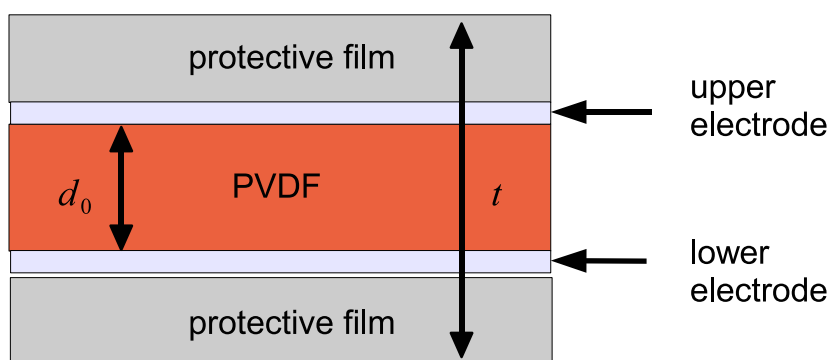 protective film
upper
electrode
d₀
PVDF
t
lower
electrode
protective film